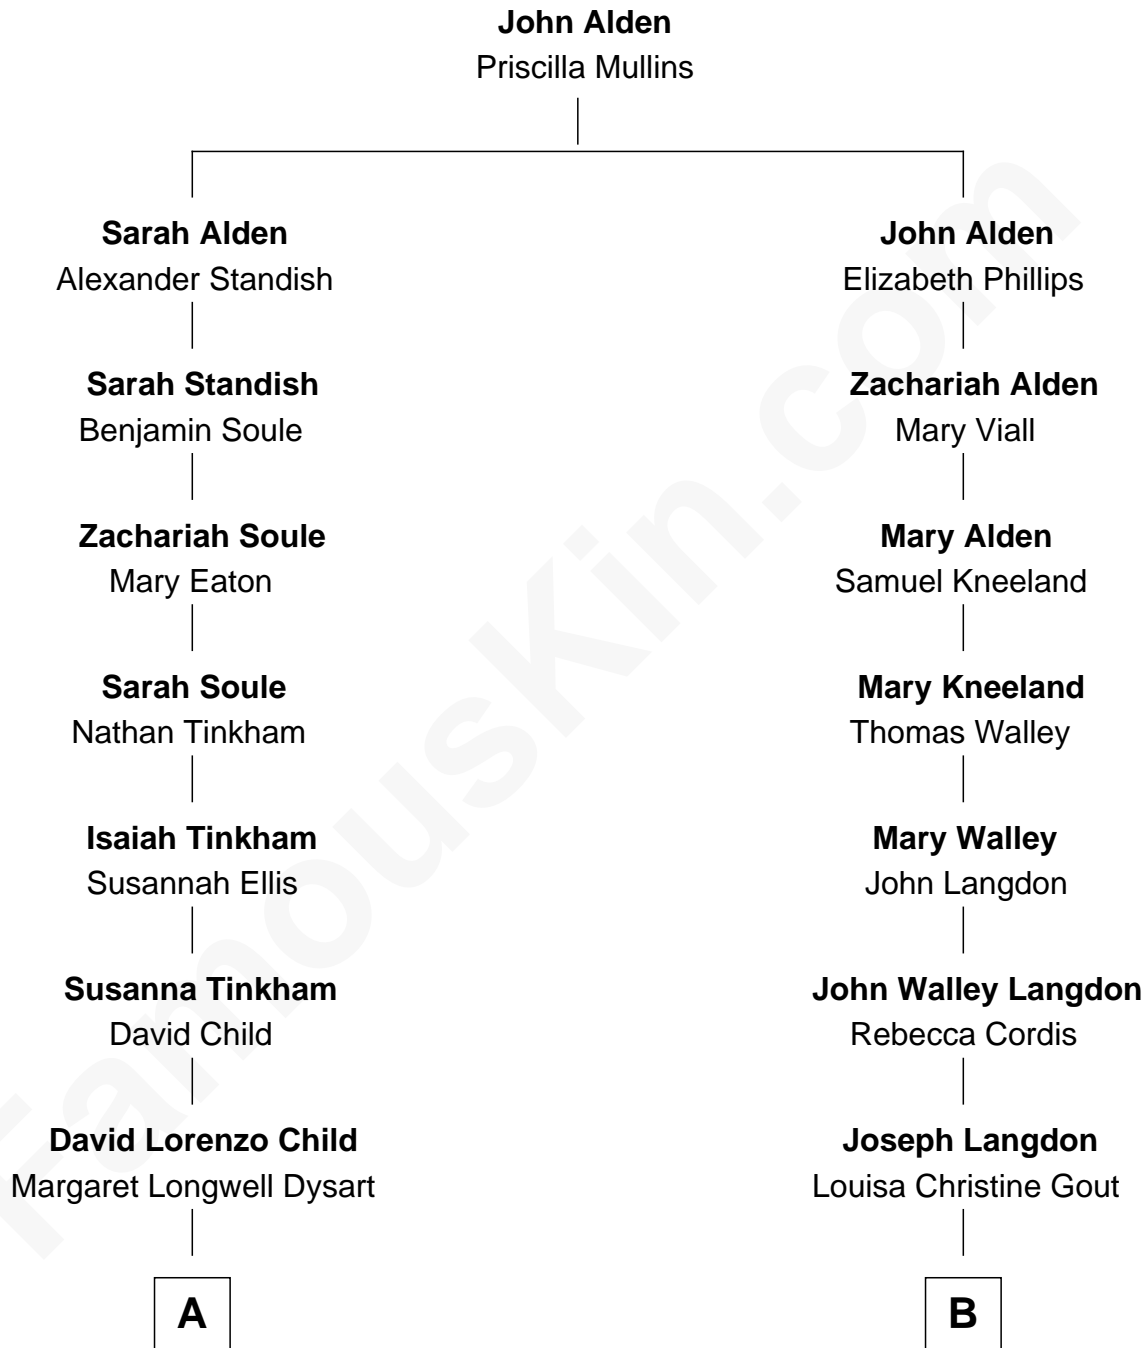 John Alden
Priscilla Mullins
Sarah Alden
Alexander Standish
John Alden
Elizabeth Phillips
Sarah Standish
Benjamin Soule
Zachariah Alden
Mary Viall
Zachariah Soule
Mary Eaton
Mary Alden
Samuel Kneeland
Sarah Soule
Nathan Tinkham
Mary Kneeland
Thomas Walley
Isaiah Tinkham
Susannah Ellis
Mary Walley
John Langdon
Susanna Tinkham
David Child
John Walley Langdon
Rebecca Cordis
David Lorenzo Child
Margaret Longwell Dysart
Joseph Langdon
Louisa Christine Gout
A
B
FamousKin.com